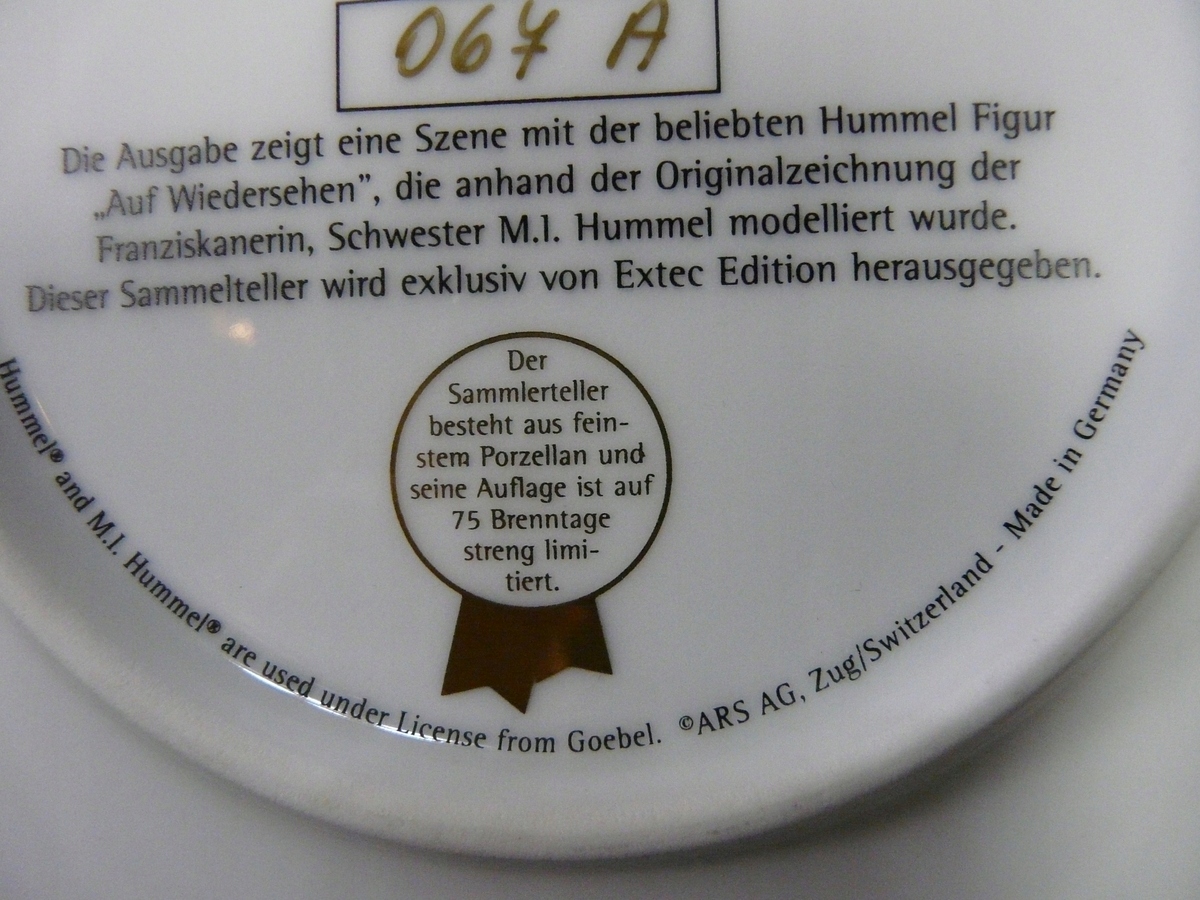 067 A
Die Ausgabe zeigt eine Szene mit der beliebten Hummel Figur
„Auf Wiedersehen”, die anhand der Originalzeichnung der
Franziskanerin, Schwester M.I. Hummel modelliert wurde.
Dieser Sammelteller wird exklusiv von Extec Edition herausgegeben.
Der
Sammlerteller
besteht aus fein-
stem Porzellan und
seine Auflage ist auf
75 Brenntage
streng limi-
tiert.
Hummel® and M.I. Hummel® are used under License from Goebel. ©ARS AG, Zug/Switzerland - Made in Germany